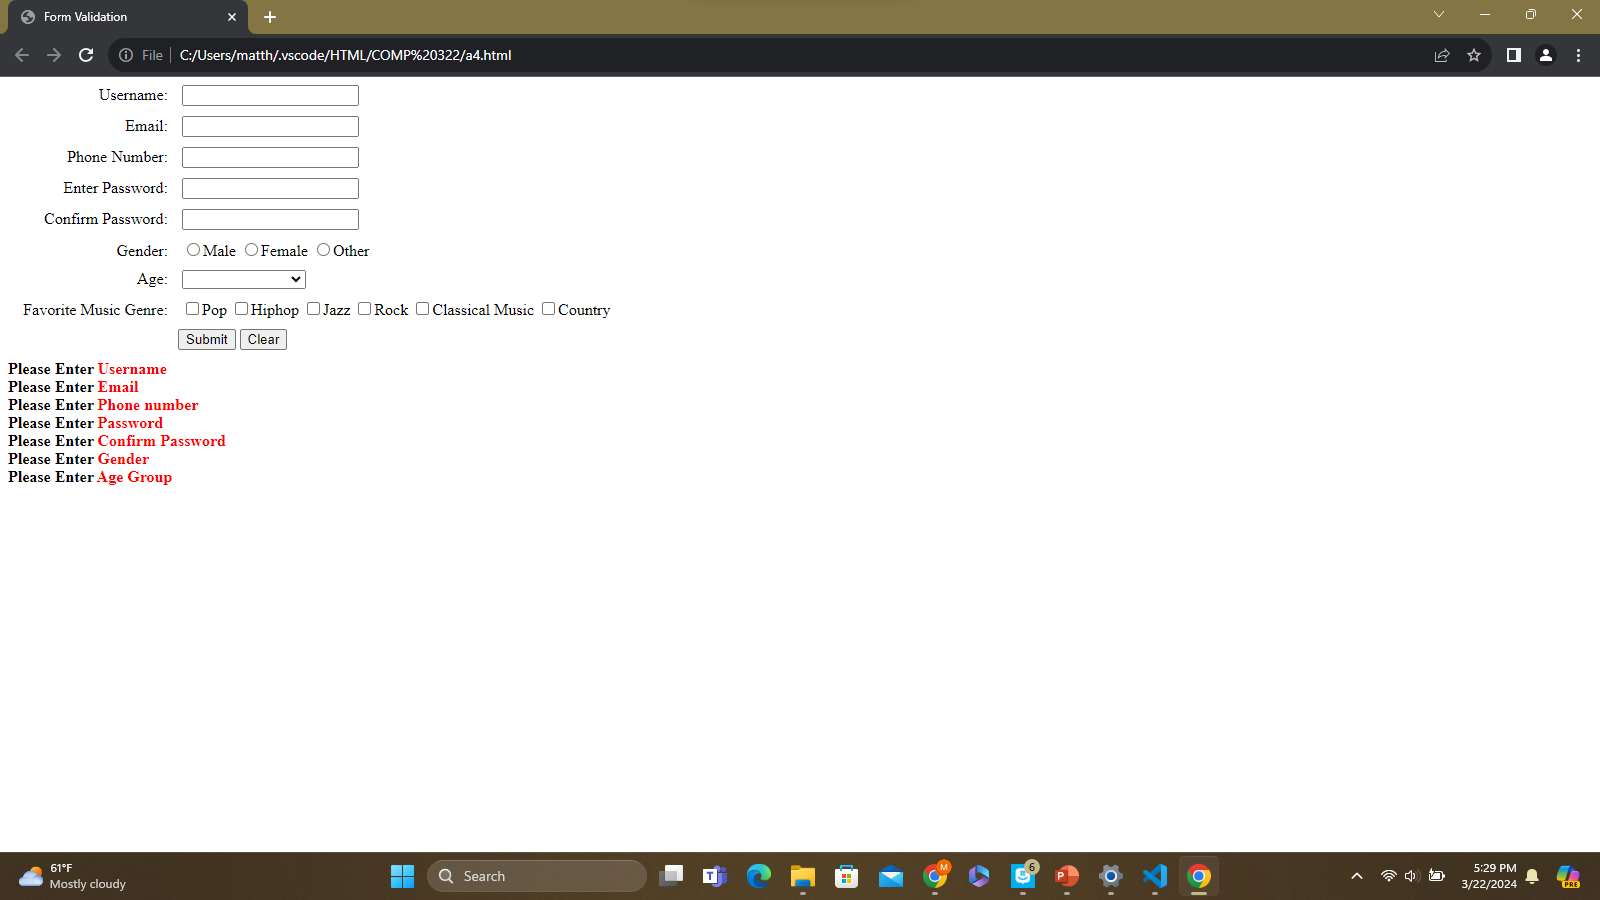 Form Validation
File C:/Users/matth/.vscode/HTML/COMP%20322/a4.html
Username:
Email:
Phone Number:
Enter Password:
Confirm Password:
Gender: Male Female Other
Age:
Favorite Music Genre: Pop Hiphop Jazz Rock Classical Music Country
Submit Clear
Please Enter Username
Please Enter Email
Please Enter Phone number
Please Enter Password
Please Enter Confirm Password
Please Enter Gender
Please Enter Age Group
61°F
Mostly cloudy
Search
T
M
6
P
5:29 PM
3/22/2024
PRE